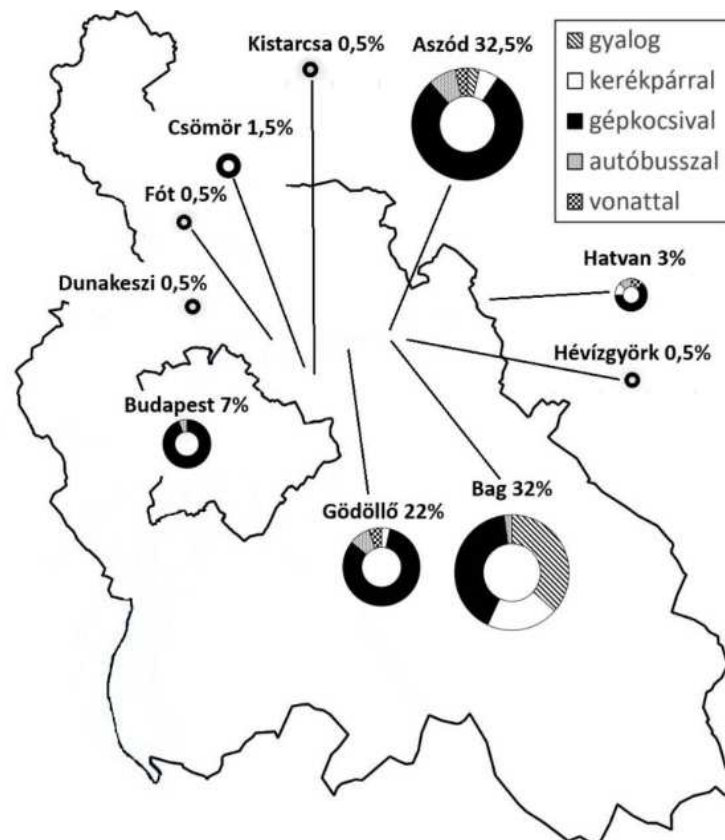 Kistarcsa 0,5%
Aszód 32,5%
gyalog
kerékpárral
gépkocsival
autóbusszal
vonattal
Csömör 1,5%
Fót 0,5%
Hatvan 3%
Dunakeszi 0,5%
Hévízgyörk 0,5%
Budapest 7%
Gödöllő 22%
Bag 32%